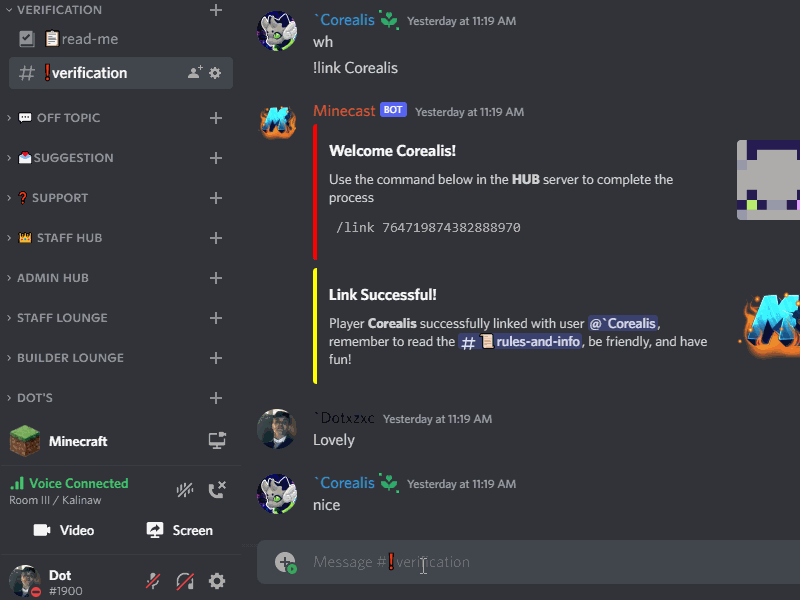 VERIFICATION
read-me
verification
OFF TOPIC
SUGGESTION
SUPPORT
STAFF HUB
ADMIN HUB
STAFF LOUNGE
BUILDER LOUNGE
DOT'S
Minecraft
Voice Connected
Room III / Kalinaw
Video Screen
Dot
#1900
`Corealis Yesterday at 11:19 AM
wh
!link Corealis
Minecast BOT Yesterday at 11:19 AM
Welcome Corealis!
Use the command below in the HUB server to complete the
process
/link 764719874382888970
Link Successful!
Player Corealis successfully linked with user @`Corealis,
remember to read the # rules-and-info, be friendly, and have
fun!
`Dotxzxc Yesterday at 11:19 AM
Lovely
`Corealis Yesterday at 11:19 AM
nice
Message #❗verification